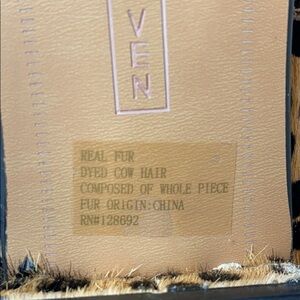 VEN
REAL FUR
DYED COW HAIR
COMPOSED OF WHOLE PIECE
FUR ORIGIN:CHINA
RN#128692